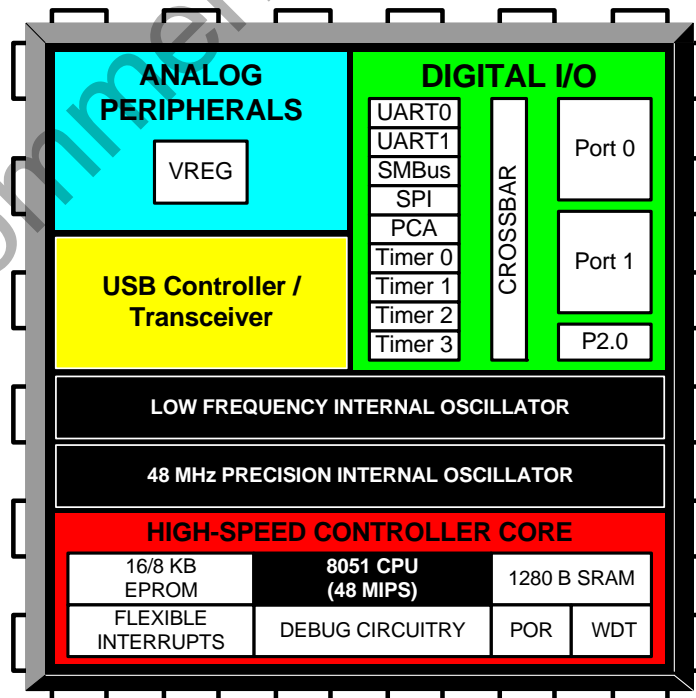 ANALOG
PERIPHERALS
VREG
USB Controller /
Transceiver
DIGITAL I/O
UART0
UART1
SMBus
SPI
PCA
Timer 0
Timer 1
Timer 2
Timer 3
CROSSBAR
Port 0
Port 1
P2.0
LOW FREQUENCY INTERNAL OSCILLATOR
48 MHz PRECISION INTERNAL OSCILLATOR
HIGH-SPEED CONTROLLER CORE
16/8 KB
EPROM
8051 CPU
(48 MIPS)
1280 B SRAM
FLEXIBLE
INTERRUPTS
DEBUG CIRCUITRY
POR
WDT